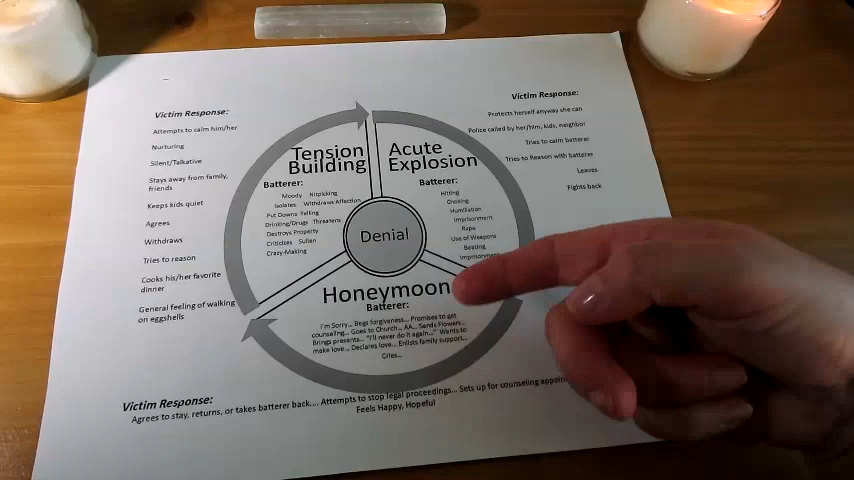 Victim Response:
Attempts to calm him/her
Nurturing
Silent/Talkative
Stays away from family,
friends
Keeps kids quiet
Agrees
Withdraws
Tries to reason
Cooks his/her favorite
dinner
General feeling of walking
on eggshells
Tension
Building
Batterer:
Moody Nitpicking
Isolates Withdraws Affection
Put Downs Yelling
Drinking/Drugs Threatens
Destroys Property
Criticizes Sullen
Crazy-Making
Acute
Explosion
Batterer:
Hitting
Choking
Humiliation
Imprisonment
Rape
Use of Weapons
Beating
Imprisonment
Victim Response:
Protects herself anyway she can
Police called by her/him, kids, neighbor
Tries to calm batterer
Tries to Reason with batterer
Leaves
Fights back
Denial
Honeymoon
Batterer:
I'm Sorry... Begs forgiveness... Promises to get
counseling... Goes to Church... AA... Sends Flowers...
Brings presents... "I'll never do it again..." Wants to
make love... Declares love... Enlists family support...
Cries...
Victim Response:
Agrees to stay, returns, or takes batterer back.... Attempts to stop legal proceedings... Sets up for counseling
Feels Happy, Hopeful